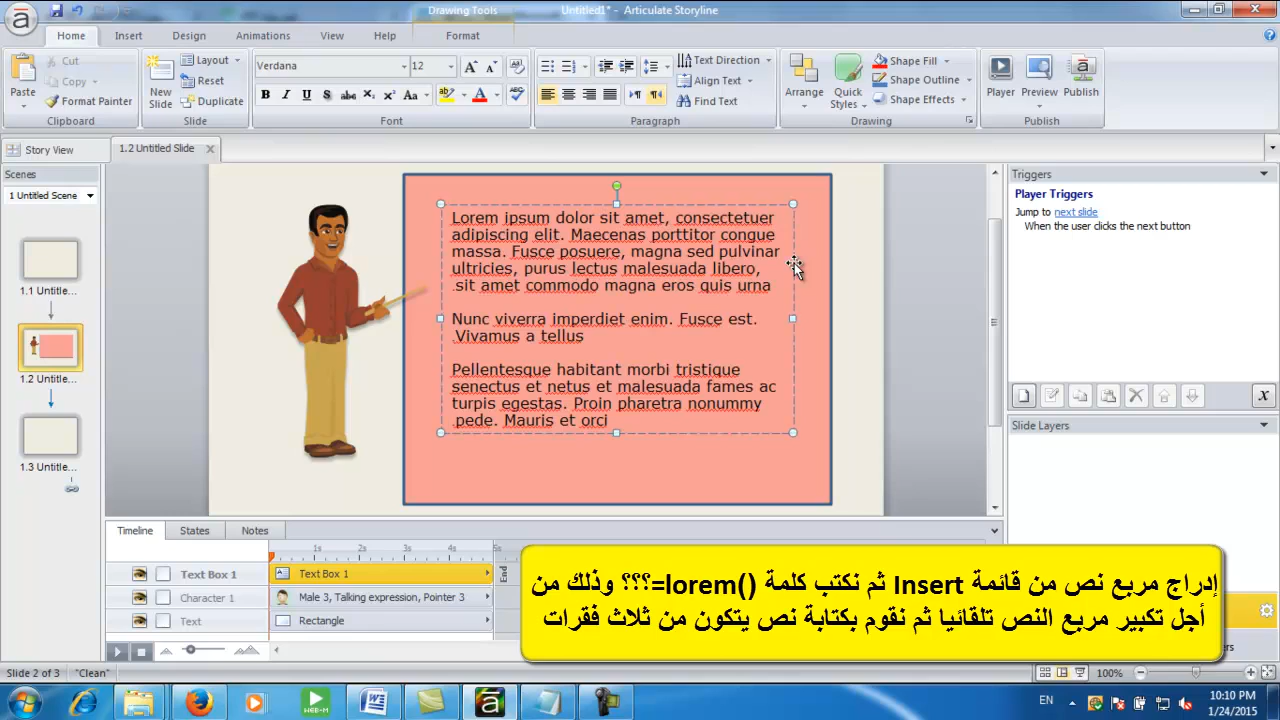 Drawing Tools
Untitled1* - Articulate Storyline
Home
Insert
Design
Animations
View
Help
Format
Paste
Cut
Copy
Format Painter
Clipboard
New Slide
Layout
Reset
Duplicate
Slide
Verdana
12
B I U S abc X₂ X² Aa
Font
Text Direction
Align Text
Find Text
Paragraph
Arrange
Quick Styles
Shape Fill
Shape Outline
Shape Effects
Drawing
Player
Preview
Publish
Publish
Story View
1.2 Untitled Slide
Scenes
1 Untitled Scene
1.1 Untitle...
1.2 Untitle...
1.3 Untitle...
Lorem ipsum dolor sit amet, consectetuer
adipiscing elit. Maecenas porttitor congue
massa. Fusce posuere, magna sed pulvinar
ultricies, purus lectus malesuada libero,
.sit amet commodo magna eros quis urna
Nunc viverra imperdiet enim. Fusce est.
.Vivamus a tellus
Pellentesque habitant morbi tristique
senectus et netus et malesuada fames ac
turpis egestas. Proin pharetra nonummy
.pede. Mauris et orci
Triggers
Player Triggers
Jump to next slide
When the user clicks the next button
Slide Layers
Timeline
States
Notes
1s 2s 3s 4s 5s
Text Box 1
Text Box 1
Character 1
Male 3, Talking expression, Pointer 3
Text
Rectangle
End
إدراج مربع نص من قائمة Insert ثم نكتب كلمة lorem()=؟؟؟ وذلك من
أجل تكبير مربع النص تلقائيا ثم نقوم بكتابة نص يتكون من ثلاث فقرات
Slide 2 of 3
"Clean"
100%
EN
10:10 PM
1/24/2015